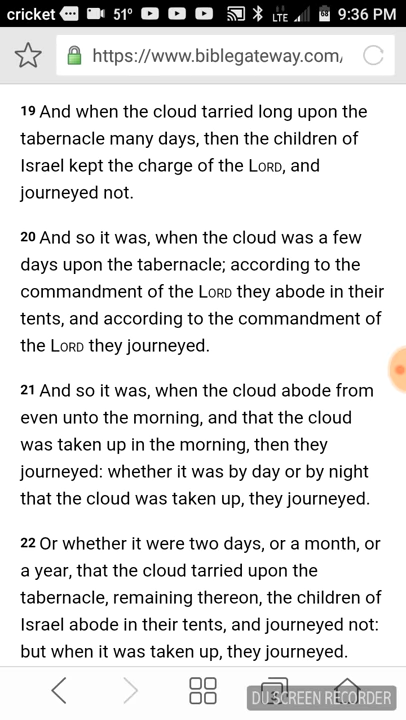 cricket 51° LTE 9:36 PM
https://www.biblegateway.com/
19 And when the cloud tarried long upon the
tabernacle many days, then the children of
Israel kept the charge of the LORD, and
journeyed not.
20 And so it was, when the cloud was a few
days upon the tabernacle; according to the
commandment of the LORD they abode in their
tents, and according to the commandment of
the LORD they journeyed.
21 And so it was, when the cloud abode from
even unto the morning, and that the cloud
was taken up in the morning, then they
journeyed: whether it was by day or by night
that the cloud was taken up, they journeyed.
22 Or whether it were two days, or a month, or
a year, that the cloud tarried upon the
tabernacle, remaining thereon, the children of
Israel abode in their tents, and journeyed not:
but when it was taken up, they journeyed.
DU SCREEN RECORDER